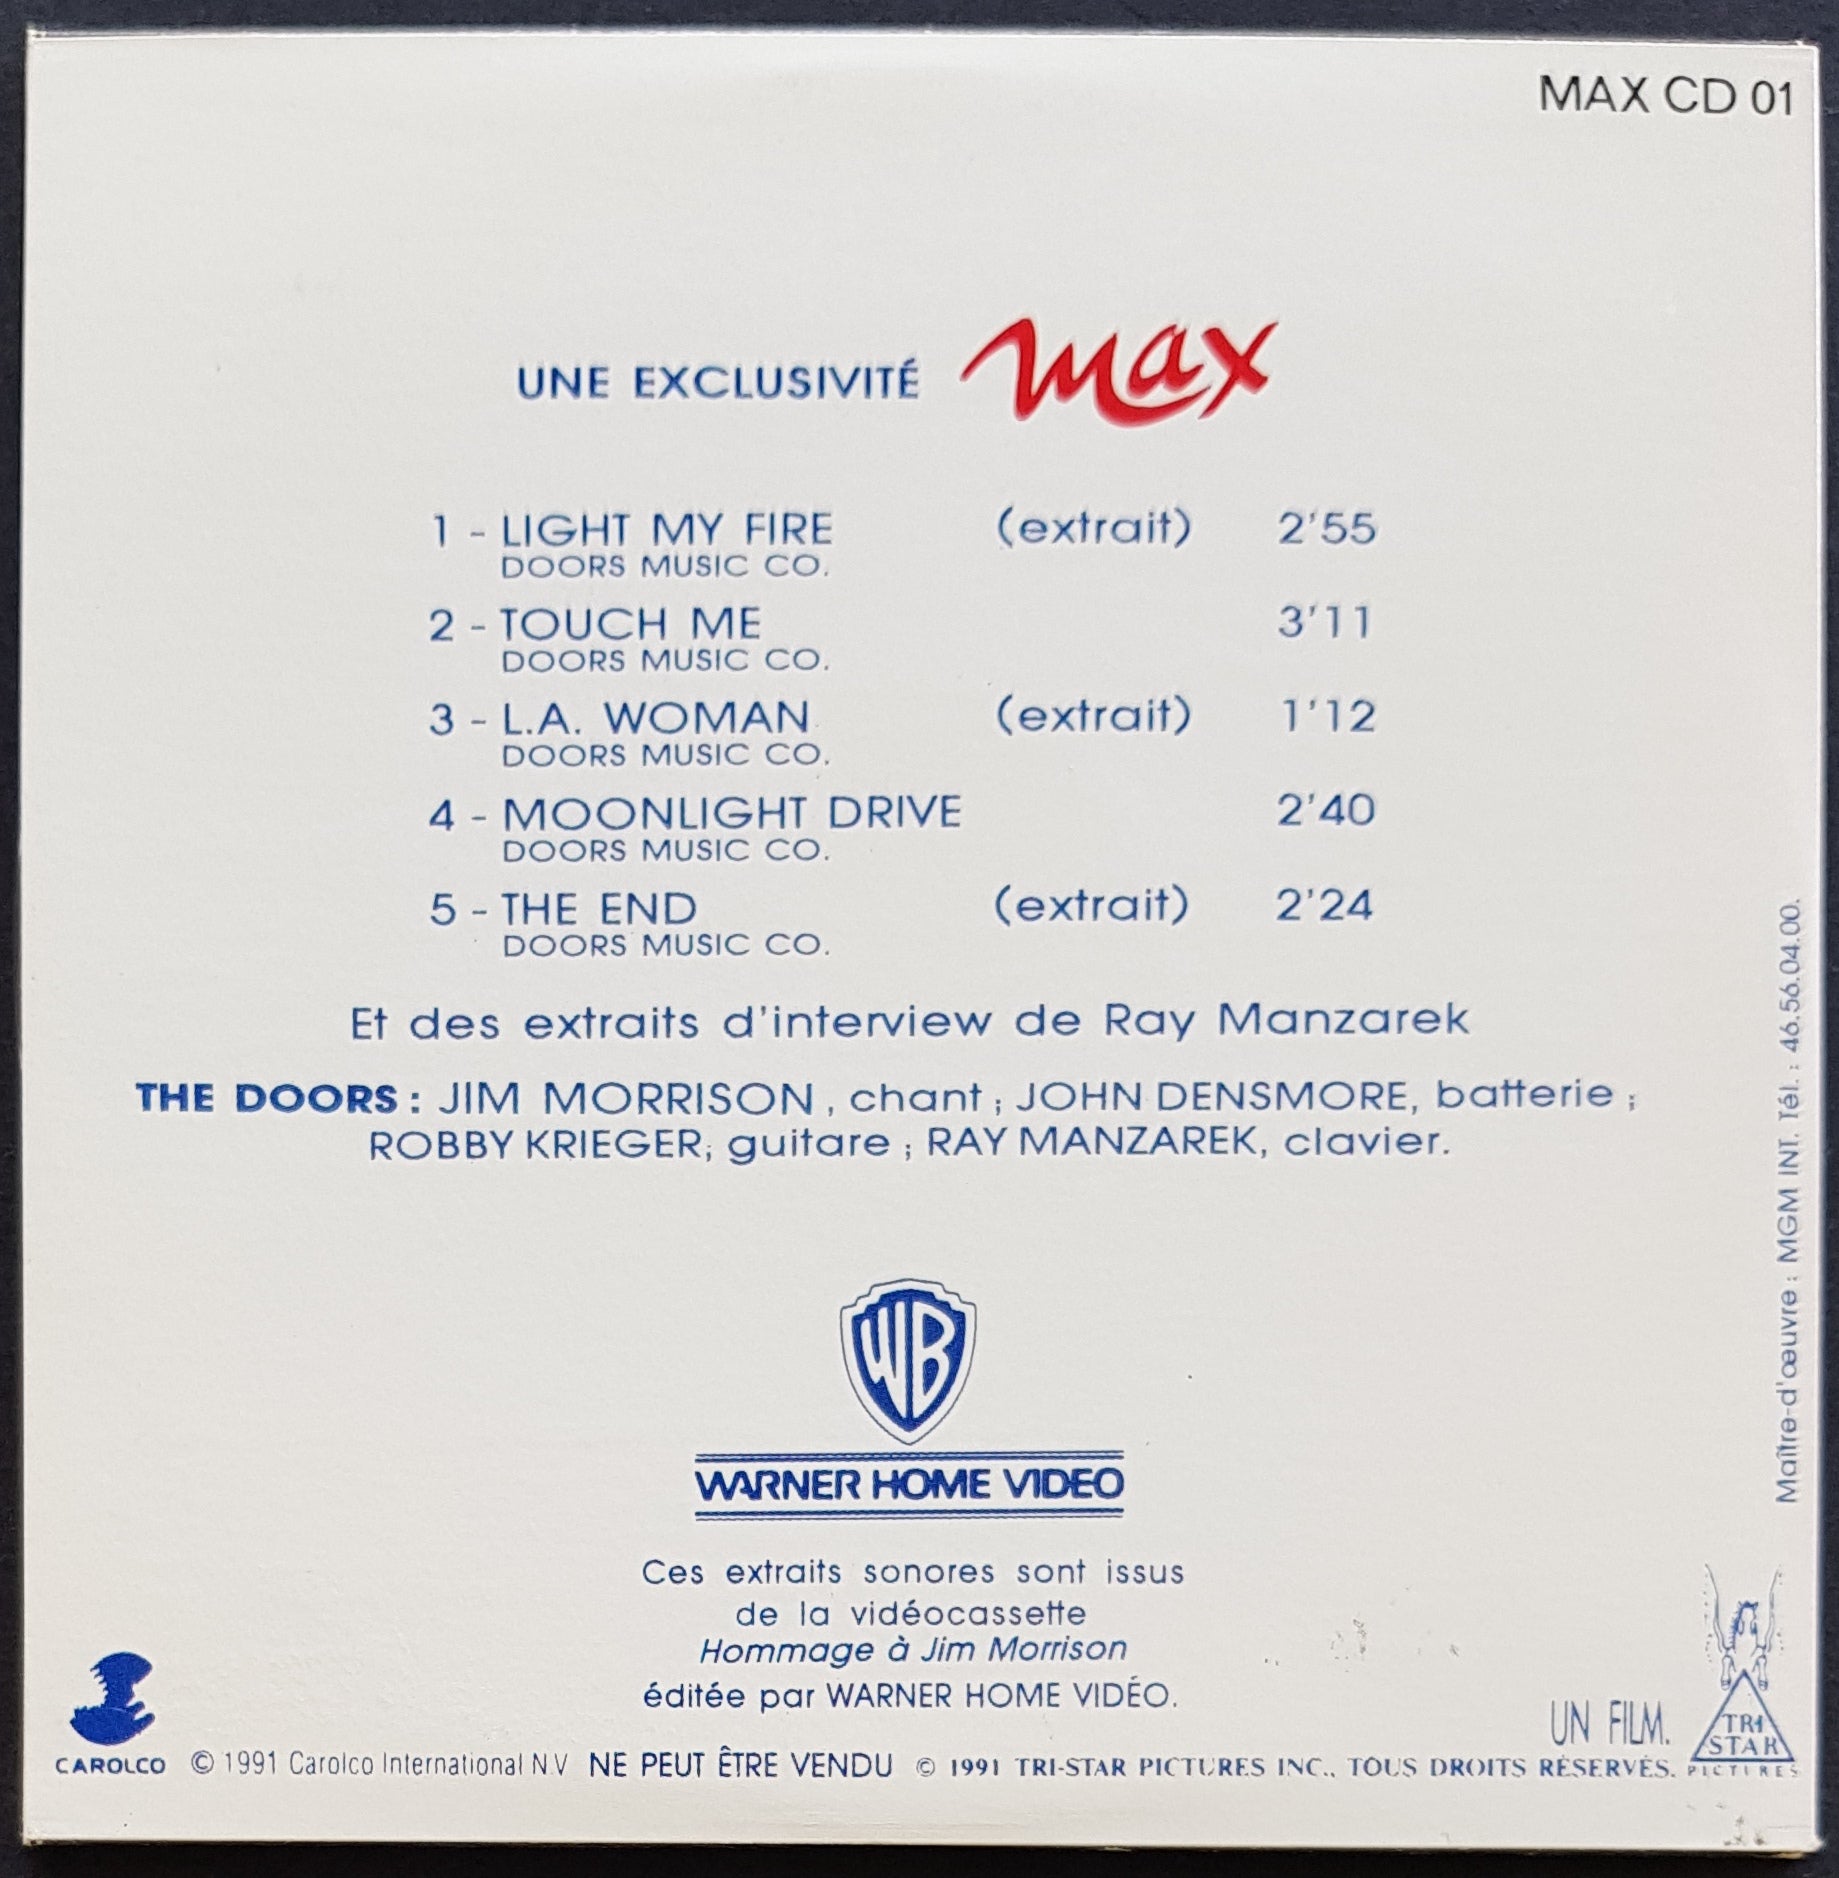 MAX CD 01
UNE EXCLUSIVITÉ max
1 - LIGHT MY FIRE (extrait) 2'55
DOORS MUSIC CO.
2 - TOUCH ME 3'11
DOORS MUSIC CO.
3 - L.A. WOMAN (extrait) 1'12
DOORS MUSIC CO.
4 - MOONLIGHT DRIVE 2'40
DOORS MUSIC CO.
5 - THE END (extrait) 2'24
DOORS MUSIC CO.
Et des extraits d'interview de Ray Manzarek
THE DOORS : JIM MORRISON, chant ; JOHN DENSMORE, batterie ;
ROBBY KRIEGER; guitare ; RAY MANZAREK, clavier.
WB
WARNER HOME VIDEO
Ces extraits sonores sont issus
de la vidéocassette
Hommage à Jim Morrison
éditée par WARNER HOME VIDÉO.
CAROLCO
© 1991 Carolco International N.V NE PEUT ÊTRE VENDU © 1991 TRI-STAR PICTURES INC., TOUS DROITS RÉSERVÉS.
UN FILM.
TRI
STAR
PICTURES
Maître-d'œuvre : MGM INT. Tél. : 46.56.04.00.